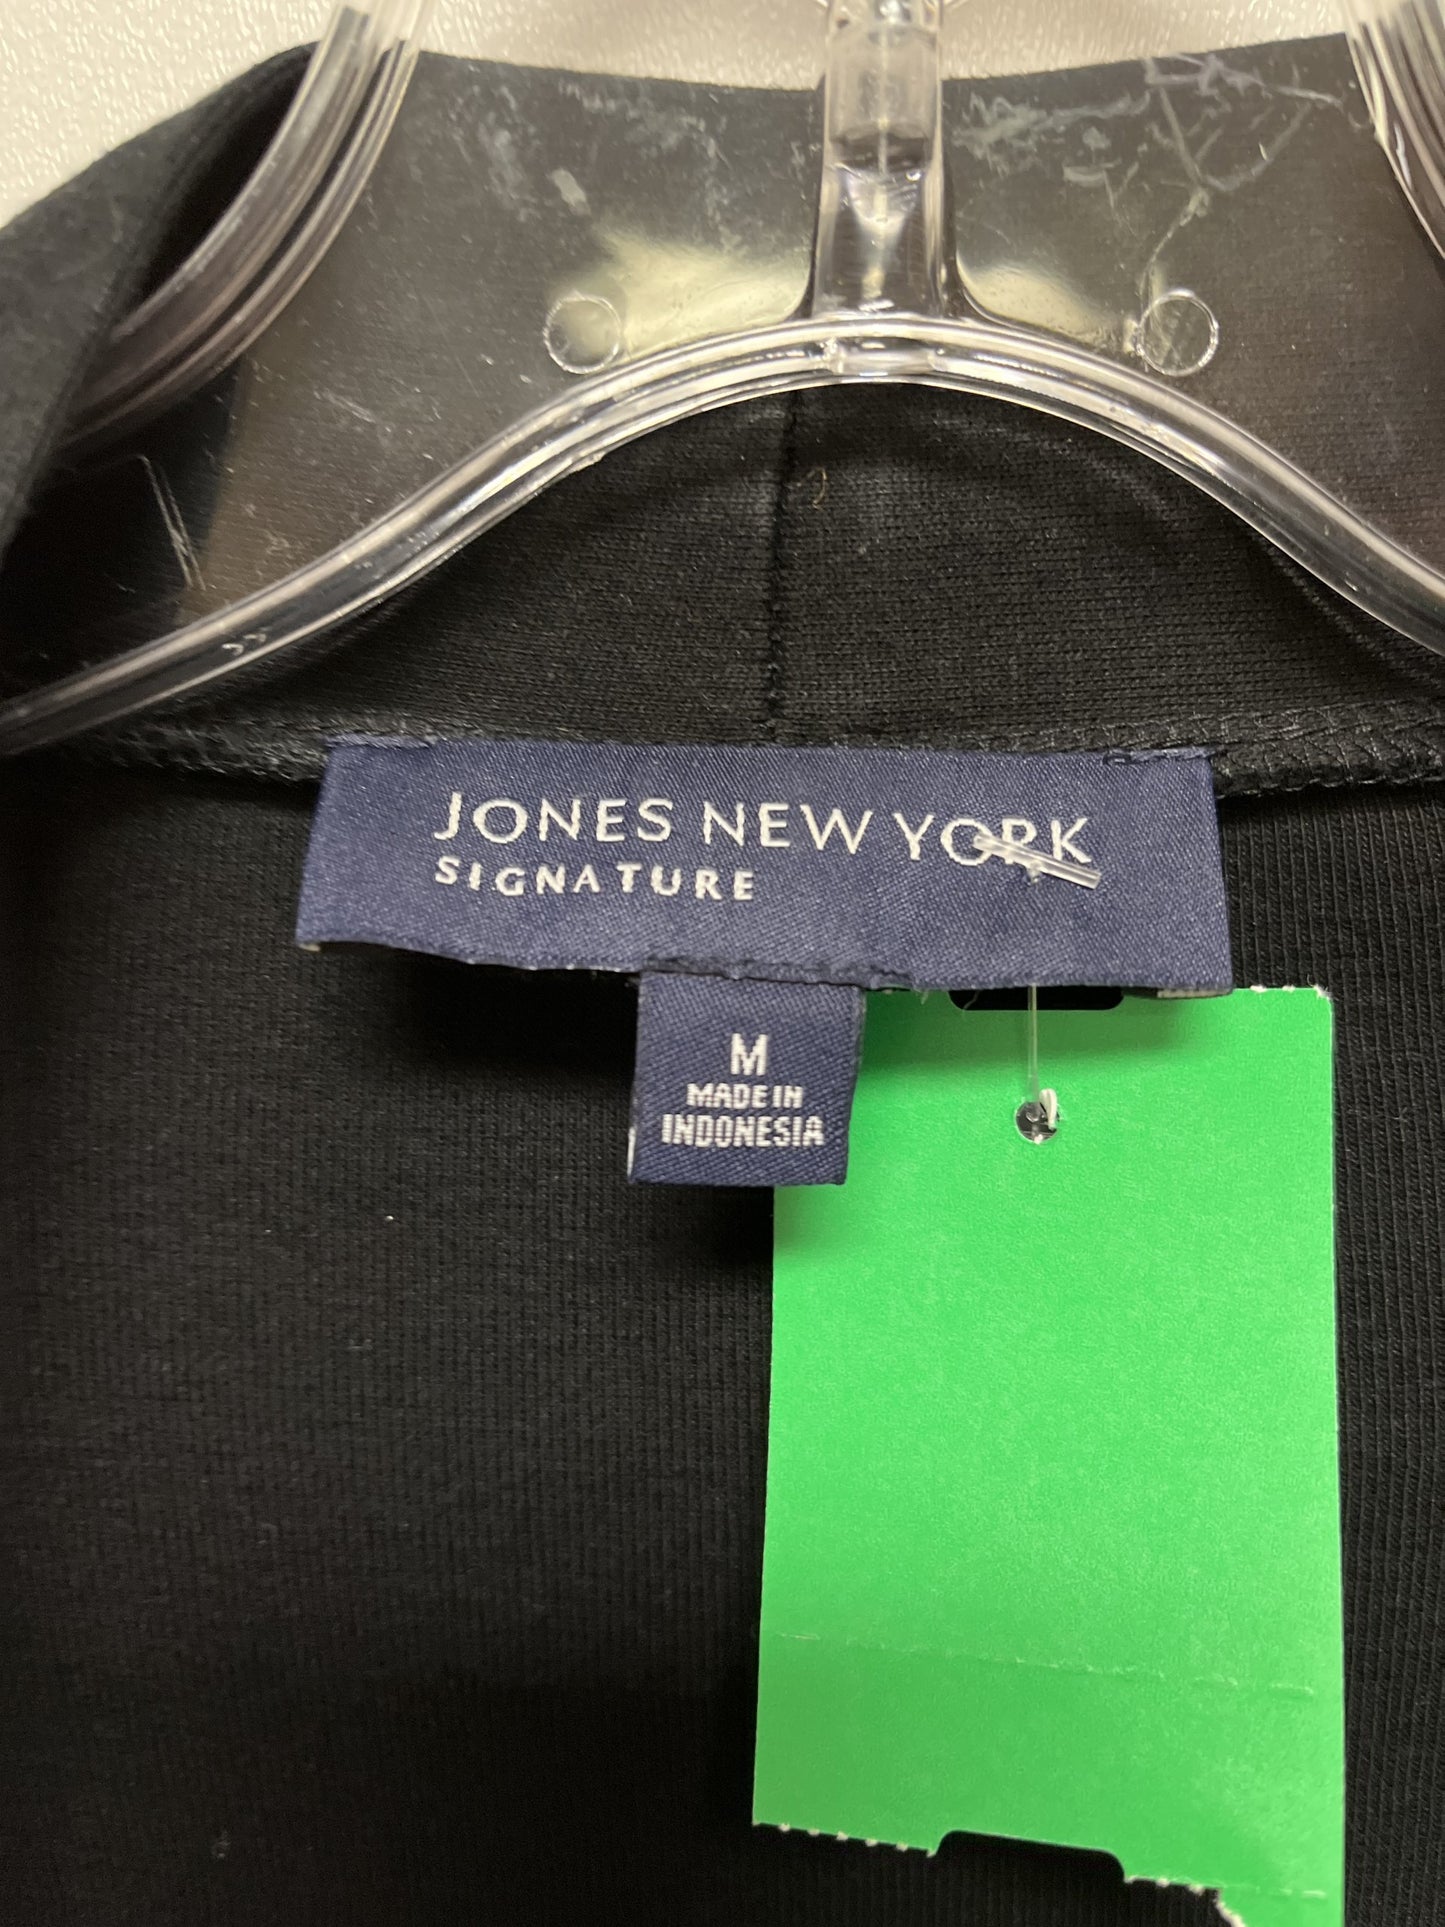 JONES NEW YORK
SIGNATURE
M
MADE IN
INDONESIA